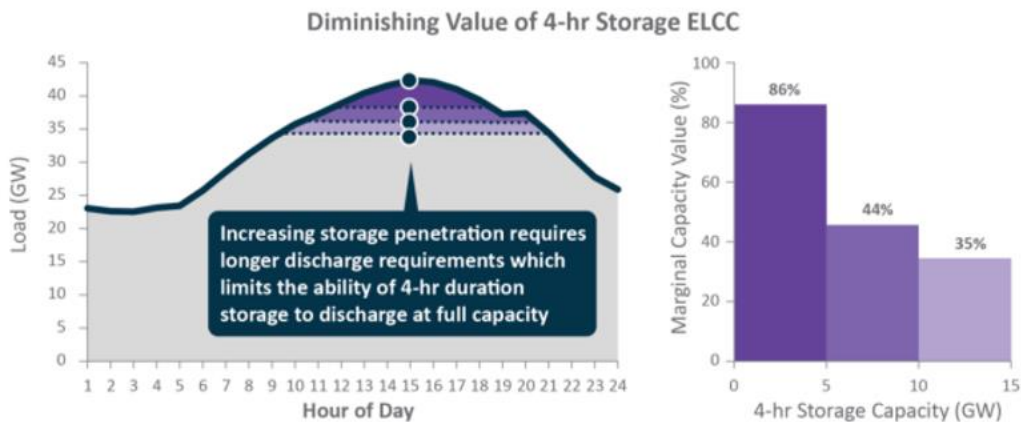 Diminishing Value of 4-hr Storage ELCC
Load (GW)
45
40
35
30
25
20
15
10
5
0
Increasing storage penetration requires
longer discharge requirements which
limits the ability of 4-hr duration
storage to discharge at full capacity
1 2 3 4 5 6 7 8 9 10 11 12 13 14 15 16 17 18 19 20 21 22 23 24
Hour of Day
Marginal Capacity Value (%)
100
80
60
40
20
0
86%
44%
35%
0 5 10 15
4-hr Storage Capacity (GW)